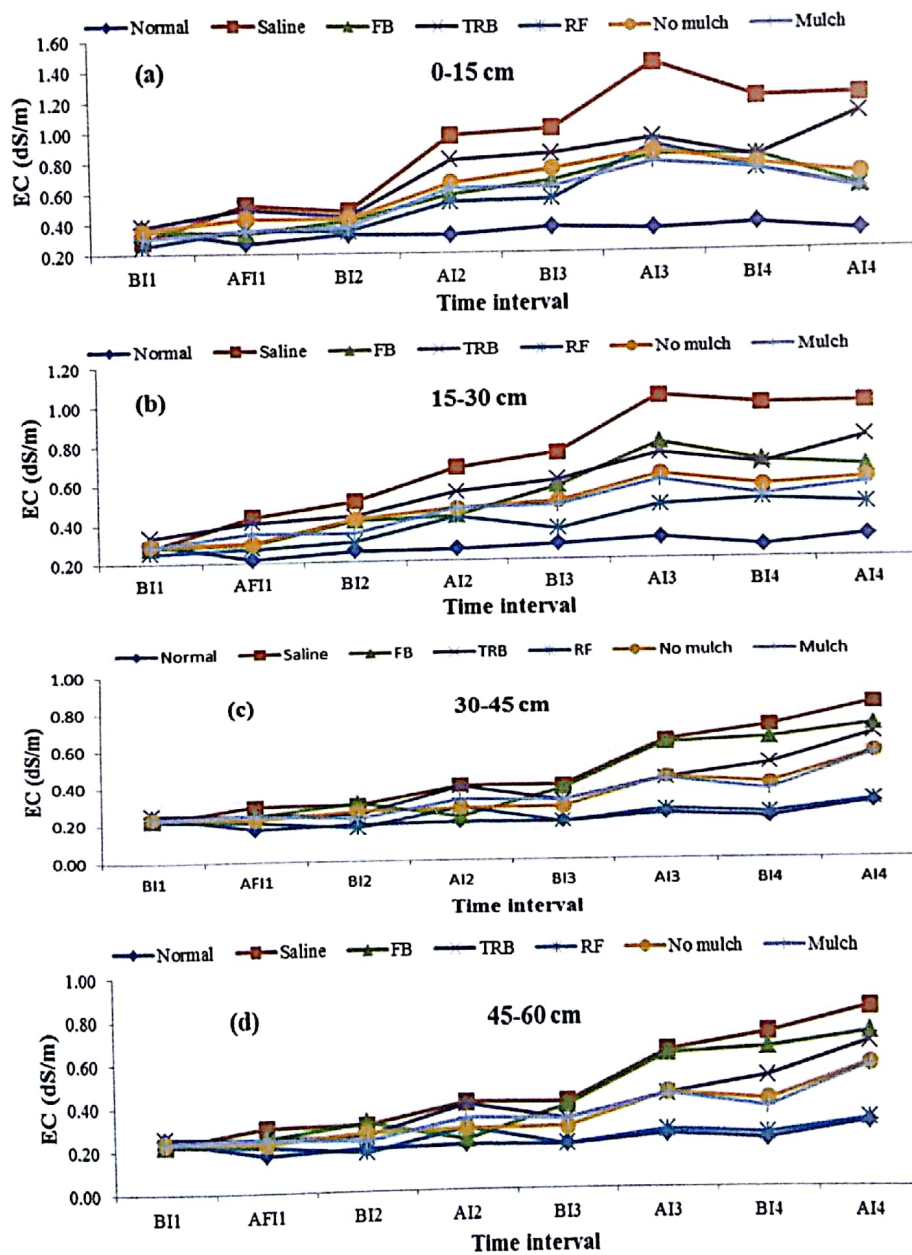 Normal Saline FB TRB RF No mulch Mulch
1.60
(a) 0-15 cm
1.40
1.20
1.00
0.80
0.60
0.40
0.20
EC (dS/m)
BI1 AFI1 BI2 AI2 BI3 AI3 BI4 AI4
Time interval
Normal Saline FB TRB RF No mulch Mulch
1.20
(b) 15-30 cm
1.00
0.80
0.60
0.40
0.20
EC (dS/m)
BI1 AFI1 BI2 AI2 BI3 AI3 BI4 AI4
Time interval
Normal Saline FB TRB RF No mulch Mulch
1.00
(c) 30-45 cm
0.80
0.60
0.40
0.20
0.00
EC (dS/m)
BI1 AFI1 BI2 AI2 BI3 AI3 BI4 AI4
Time interval
Normal Saline FB TRB RF No mulch Mulch
1.00
(d) 45-60 cm
0.80
0.60
0.40
0.20
0.00
EC (dS/m)
BI1 AFI1 BI2 AI2 BI3 AI3 BI4 AI4
Time interval